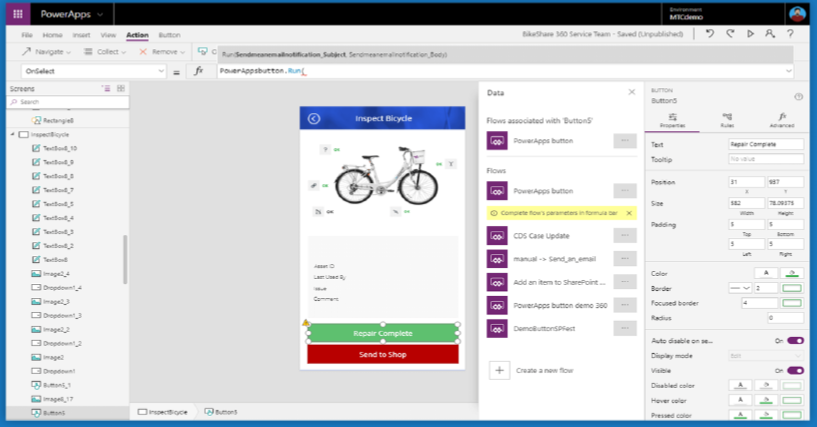 PowerApps
Environment
MTCdemo
File Home Insert View Action Button
BikeShare 360 Service Team - Saved (Unpublished)
Navigate Collect Remove
Run(Sendmeanemailnotification_Subject, Sendmeanemailnotification_Body)
OnSelect = fx PowerAppsbutton.Run(
Screens
Search
Rectangle8
InspectBicycle
TextBox8_10
TextBox8_9
TextBox8_8
TextBox8_7
TextBox8_5
TextBox8_4
TextBox8_3
TextBox8_2
TextBox8
Image2_4
Dropdown1_4
Image2_3
Dropdown1_3
Image2_2
Dropdown1_2
Image2
Dropdown1
Button5_1
Image8_17
Button5
Inspect Bicycle
Asset ID
Last Used By
Issue
Comment
Repair Complete
Send to Shop
InspectBicycle
Button5
Data
Flows associated with 'Button5'
PowerApps button
Flows
PowerApps button
Complete flow's parameters in formula bar
CDS Case Update
manual -> Send_an_email
Add an item to SharePoint ...
PowerApps button demo 360
DemoButtonSPFect
Create a new flow
BUTTON
Button5
Properties Rules Advanced
Text Repair Complete
Tooltip No value
Position 31 957
X Y
Size 582 78.09375
Width Height
Padding 5 5
Top Bottom
5 5
Left Right
Color
Border 2
Focused border 4
Radius 0
Auto disable on se... On
Display mode Edit
Visible On
Disabled color
Hover color
Pressed color